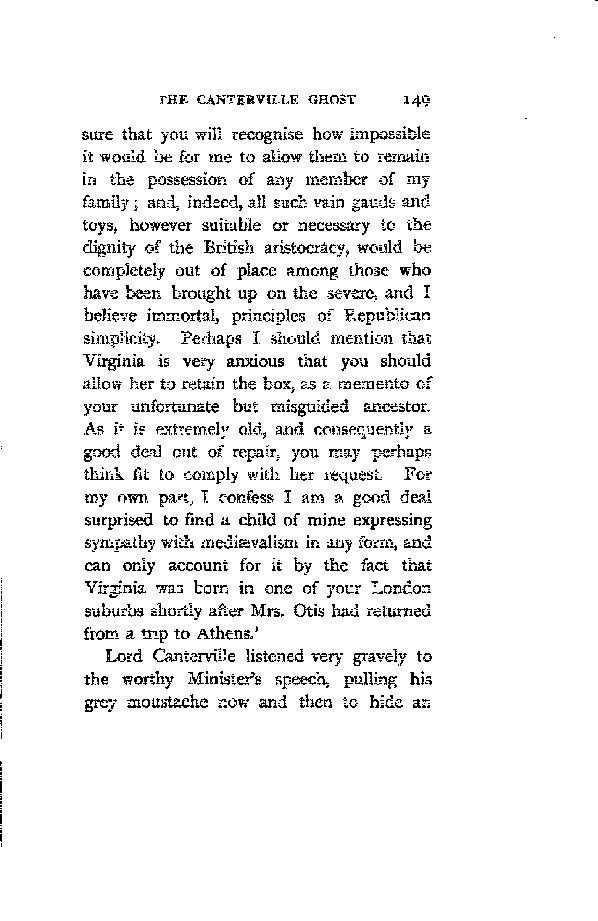 THE CANTERVILLE GHOST 149
sure that you will recognise how impossible
it would be for me to allow them to remain
in the possession of any member of my
family; and, indeed, all such vain gauds and
toys, however suitable or necessary to the
dignity of the British aristocracy, would be
completely out of place among those who
have been brought up on the severe, and I
believe immortal, principles of Republican
simplicity. Perhaps I should mention that
Virginia is very anxious that you should
allow her to retain the box, as a memento of
your unfortunate but misguided ancestor.
As it is extremely old, and consequently a
good deal out of repair, you may perhaps
think fit to comply with her request. For
my own part, I confess I am a good deal
surprised to find a child of mine expressing
sympathy with mediævalism in any form, and
can only account for it by the fact that
Virginia was born in one of your London
suburbs shortly after Mrs. Otis had returned
from a trip to Athens.'
Lord Canterville listened very gravely to
the worthy Minister's speech, pulling his
grey moustache now and then to hide an